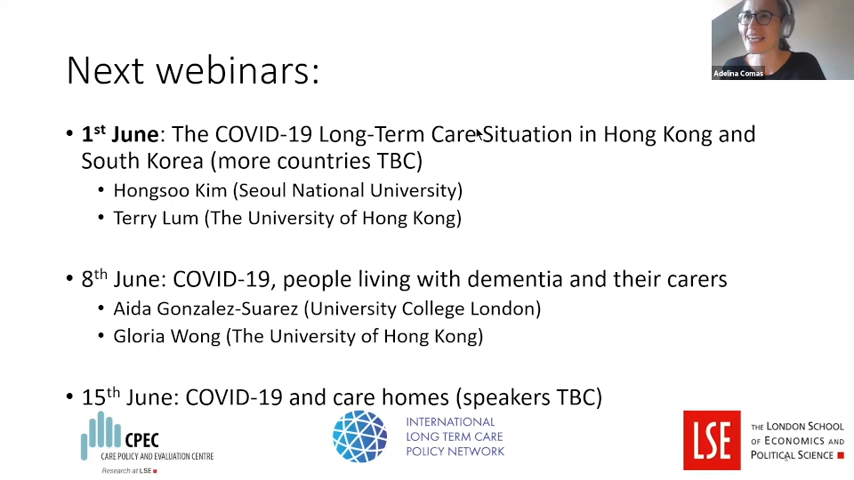 Adelina Comas
Next webinars:
• 1st June: The COVID-19 Long-Term Care Situation in Hong Kong and
South Korea (more countries TBC)
• Hongsoo Kim (Seoul National University)
• Terry Lum (The University of Hong Kong)
• 8th June: COVID-19, people living with dementia and their carers
• Aida Gonzalez-Suarez (University College London)
• Gloria Wong (The University of Hong Kong)
• 15th June: COVID-19 and care homes (speakers TBC)
CPEC
CARE POLICY AND EVALUATION CENTRE
Research at LSE
INTERNATIONAL
LONG TERM CARE
POLICY NETWORK
LSE
THE LONDON SCHOOL
OF ECONOMICS AND
POLITICAL SCIENCE